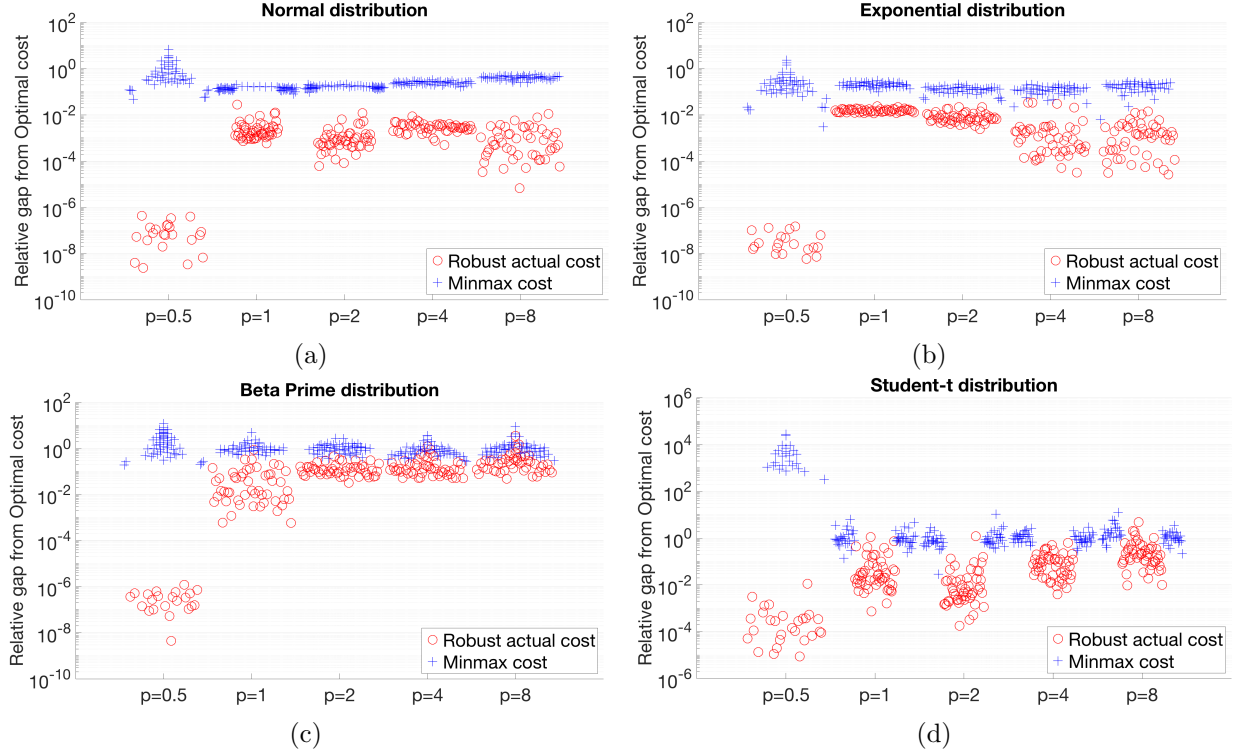 Normal distribution
Relative gap from Optimal cost
10^2
10^0
10^-2
10^-4
10^-6
10^-8
10^-10
Robust actual cost
Minmax cost
p=0.5 p=1 p=2 p=4 p=8
(a)
Exponential distribution
Relative gap from Optimal cost
10^2
10^0
10^-2
10^-4
10^-6
10^-8
10^-10
Robust actual cost
Minmax cost
p=0.5 p=1 p=2 p=4 p=8
(b)
Beta Prime distribution
Relative gap from Optimal cost
10^2
10^0
10^-2
10^-4
10^-6
10^-8
10^-10
Robust actual cost
Minmax cost
p=0.5 p=1 p=2 p=4 p=8
(c)
Student-t distribution
Relative gap from Optimal cost
10^6
10^4
10^2
10^0
10^-2
10^-4
10^-6
Robust actual cost
Minmax cost
p=0.5 p=1 p=2 p=4 p=8
(d)